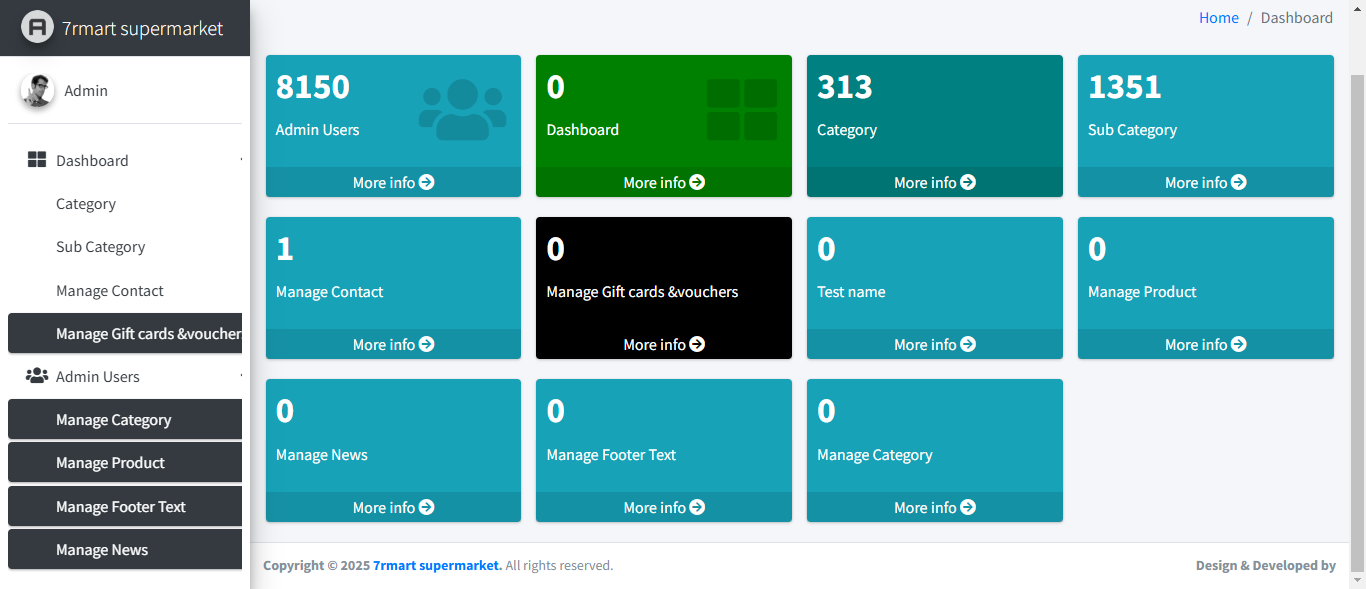 7rmart supermarket
Admin
Dashboard
Category
Sub Category
Manage Contact
Manage Gift cards &voucher
Admin Users
Manage Category
Manage Product
Manage Footer Text
Manage News
Home / Dashboard
8150
Admin Users
More info
0
Dashboard
More info
313
Category
More info
1351
Sub Category
More info
1
Manage Contact
More info
0
Manage Gift cards &vouchers
More info
0
Test name
More info
0
Manage Product
More info
0
Manage News
More info
0
Manage Footer Text
More info
0
Manage Category
More info
Copyright © 2025 7rmart supermarket. All rights reserved.
Design & Developed by